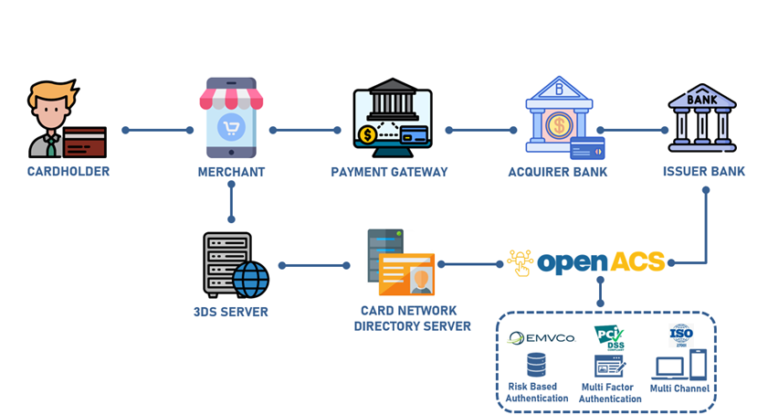 BANK
CARDHOLDER
MERCHANT
PAYMENT GATEWAY
ACQUIRER BANK
ISSUER BANK
openACS
3DS SERVER
CARD NETWORK
DIRECTORY SERVER
EMVCo
PCI
DSS
ISO
Risk Based
Authentication
Multi Factor
Authentication
Multi Channel